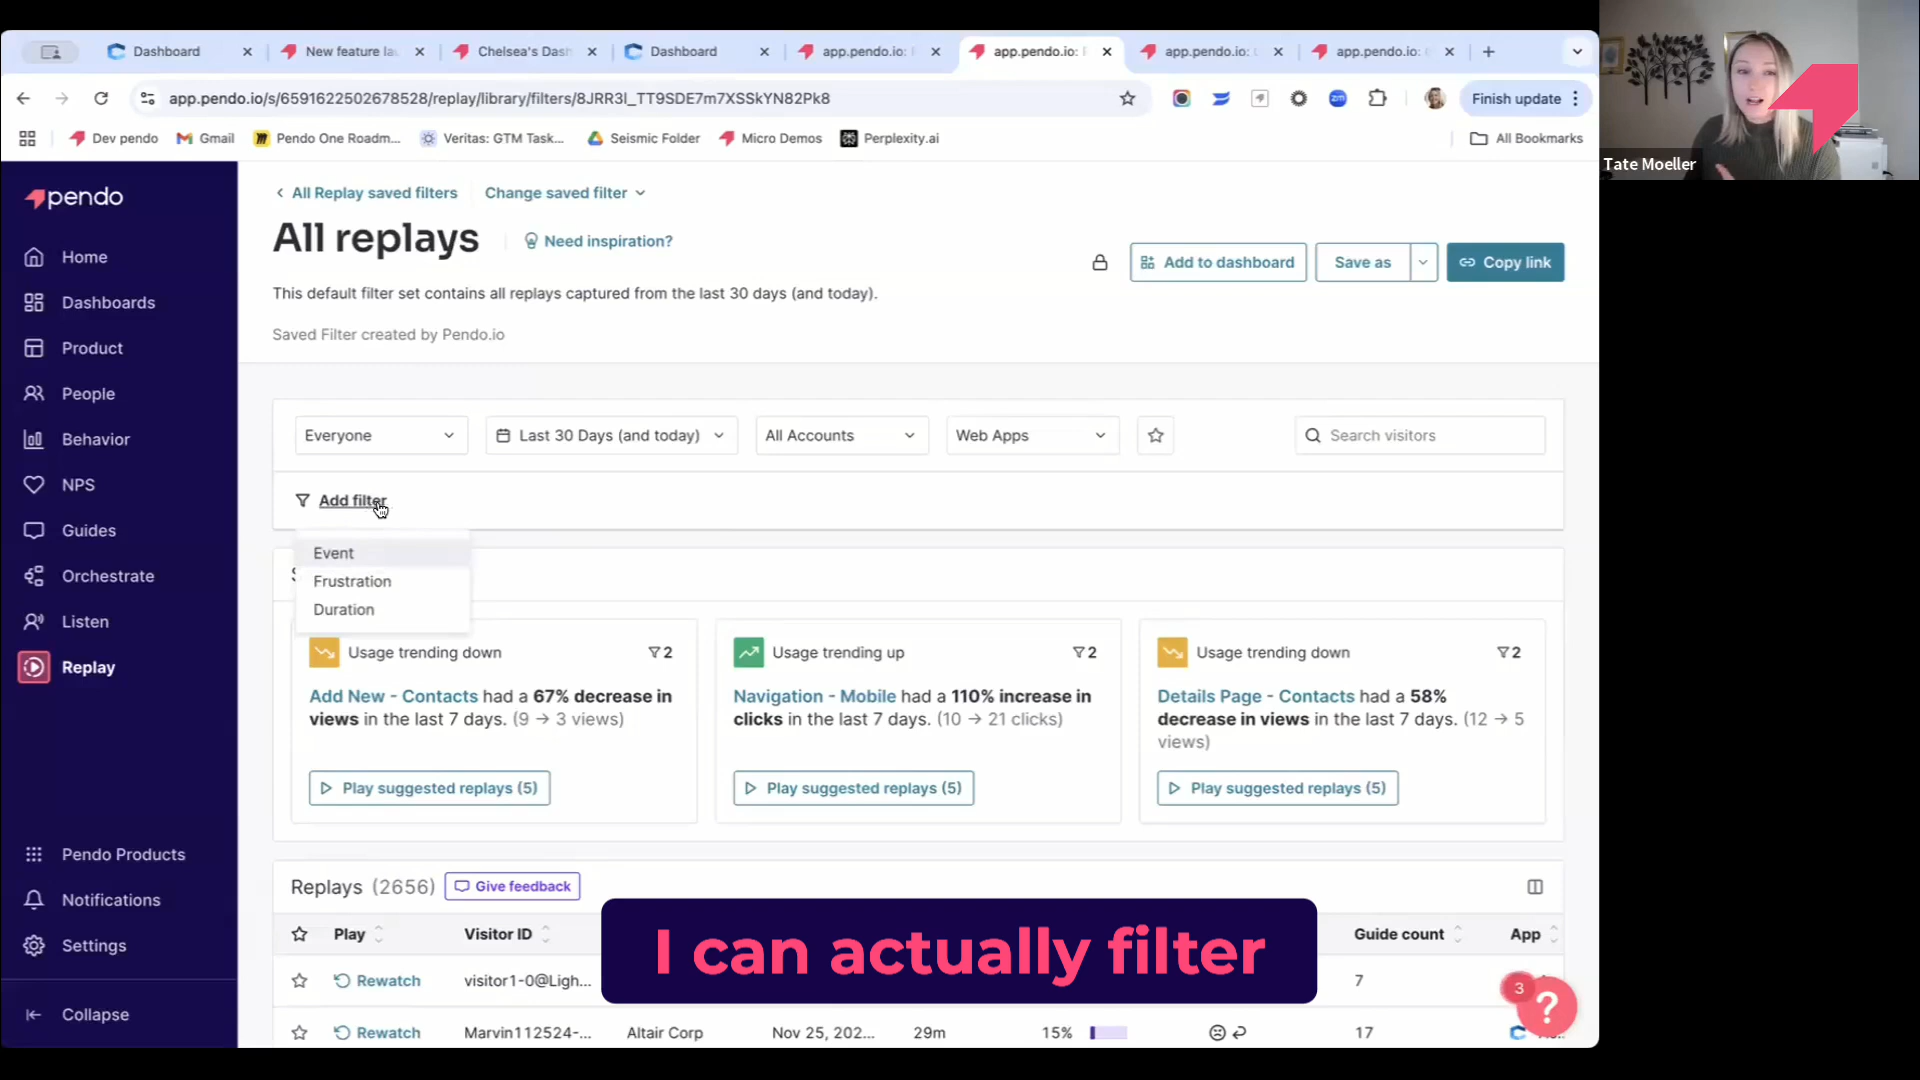 Dashboard
New feature la
Chelsea's Dash
Dashboard
app.pendo.io:
app.pendo.io:
app.pendo.io:
app.pendo.io:
app.pendo.io/s/6591622502678528/replay/library/filters/8JRR3l_TT9SDE7m7XSSkYN82Pk8
Finish update
Dev pendo
Gmail
Pendo One Roadm...
Veritas: GTM Task...
Seismic Folder
Micro Demos
Perplexity.ai
All Bookmarks
Tate Moeller
pendo
Home
Dashboards
Product
People
Behavior
NPS
Guides
Orchestrate
Listen
Replay
Pendo Products
Notifications
Settings
Collapse
All Replay saved filters
Change saved filter
All replays
Need inspiration?
Add to dashboard
Save as
Copy link
This default filter set contains all replays captured from the last 30 days (and today).
Saved Filter created by Pendo.io
Everyone
Last 30 Days (and today)
All Accounts
Web Apps
Search visitors
Add filter
Event
Frustration
Duration
Usage trending down
2
Add New - Contacts had a 67% decrease in
views in the last 7 days. (9 → 3 views)
Play suggested replays (5)
Usage trending up
2
Navigation - Mobile had a 110% increase in
clicks in the last 7 days. (10 → 21 clicks)
Play suggested replays (5)
Usage trending down
2
Details Page - Contacts had a 58%
decrease in views in the last 7 days. (12 → 5
views)
Play suggested replays (5)
Replays (2656)
Give feedback
Play
Visitor ID
Guide count
App
Rewatch
visitor1-0@Ligh...
7
Rewatch
Marvin112524-...
Altair Corp
Nov 25, 202...
29m
15%
17
I can actually filter
3
?